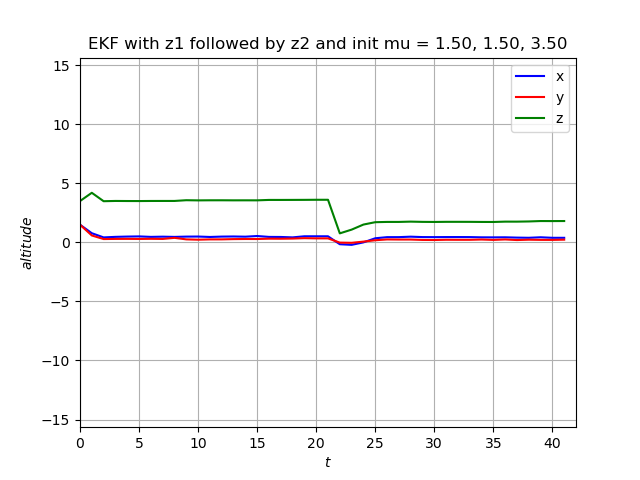 EKF with z1 followed by z2 and init mu = 1.50, 1.50, 3.50
15
10
5
0
−5
−10
−15
altitude
x
y
z
0 5 10 15 20 25 30 35 40
t